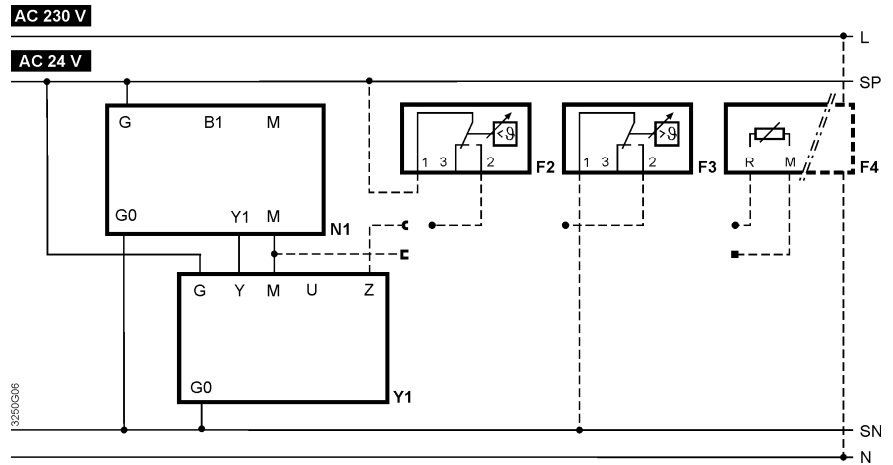 AC 230 V
L
AC 24 V
SP
G B1 M
<ϑ
>ϑ
1 3 2
F2
1 3 2
F3
R M
F4
G0 Y1 M
N1
G Y M U Z
G0
Y1
3250G06
SN
N